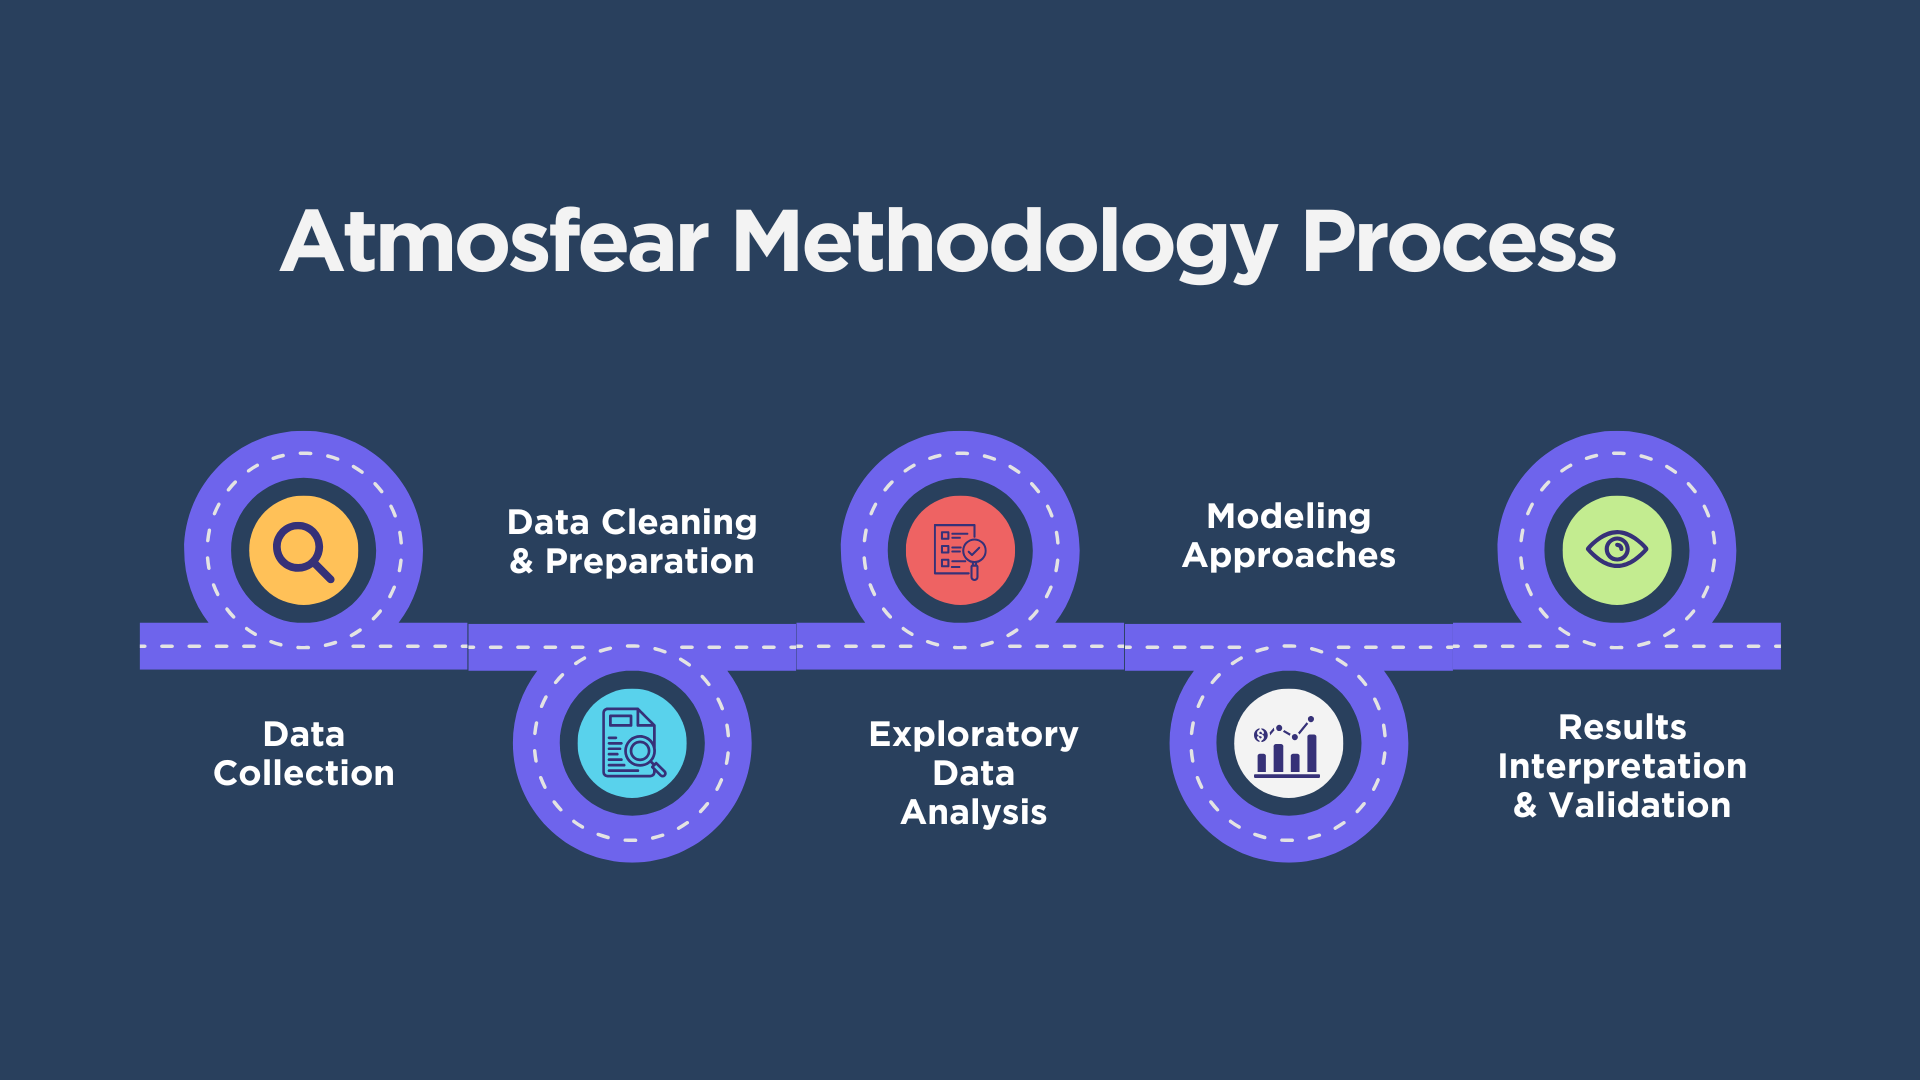 Atmosfear Methodology Process
Data
Collection
Data Cleaning
& Preparation
Exploratory
Data
Analysis
Modeling
Approaches
$
Results
Interpretation
& Validation